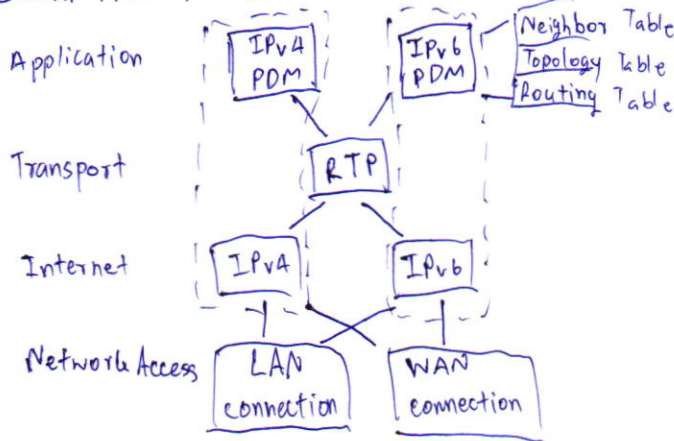 Neighbor Table
Application IPv4 PDM IPv6 PDM Topology Table
Routing Table
Transport RTP
Internet IPv4 IPv6
Network Access LAN connection WAN connection